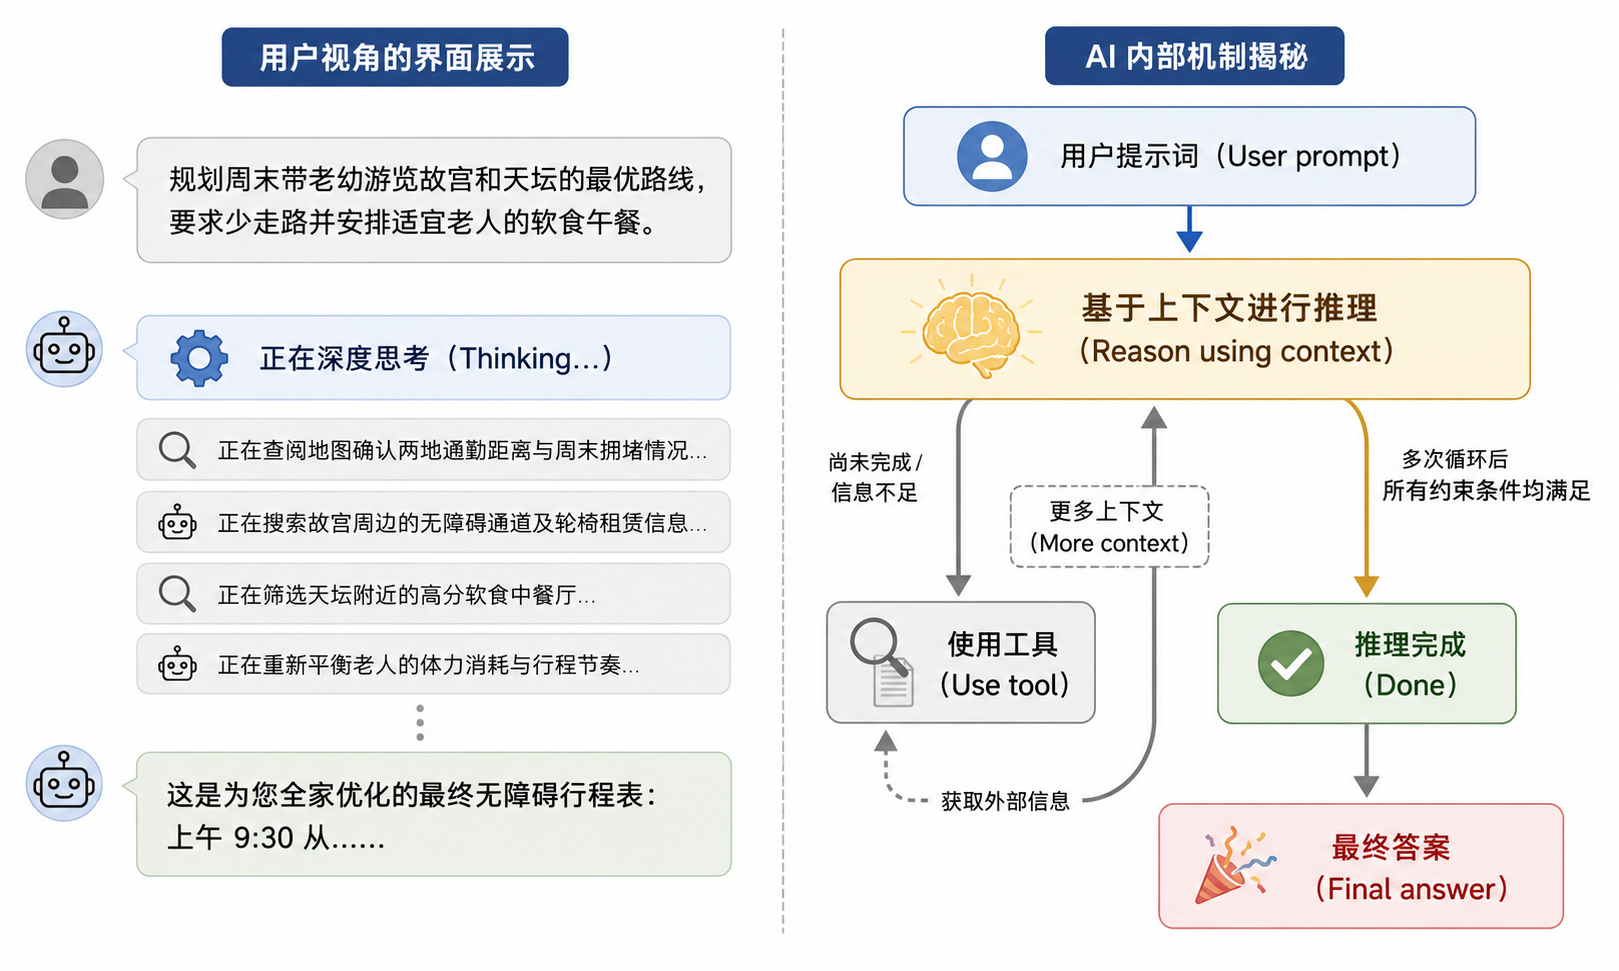 用户视角的界面展示
规划周末带老幼游览故宫和天坛的最优路线，
要求少走路并安排适宜老人的软食午餐。
正在深度思考（Thinking...）
正在查阅地图确认两地通勤距离与周末拥堵情况...
正在搜索故宫周边的无障碍通道及轮椅租赁信息...
正在筛选天坛附近的高分软食中餐厅...
正在重新平衡老人的体力消耗与行程节奏...
这是为您全家优化的最终无障碍行程表：
上午 9:30 从......
AI 内部机制揭秘
用户提示词（User prompt）
基于上下文进行推理
（Reason using context）
尚未完成/
信息不足
更多上下文
（More context）
多次循环后
所有约束条件均满足
使用工具
（Use tool）
推理完成
（Done）
获取外部信息
最终答案
（Final answer）